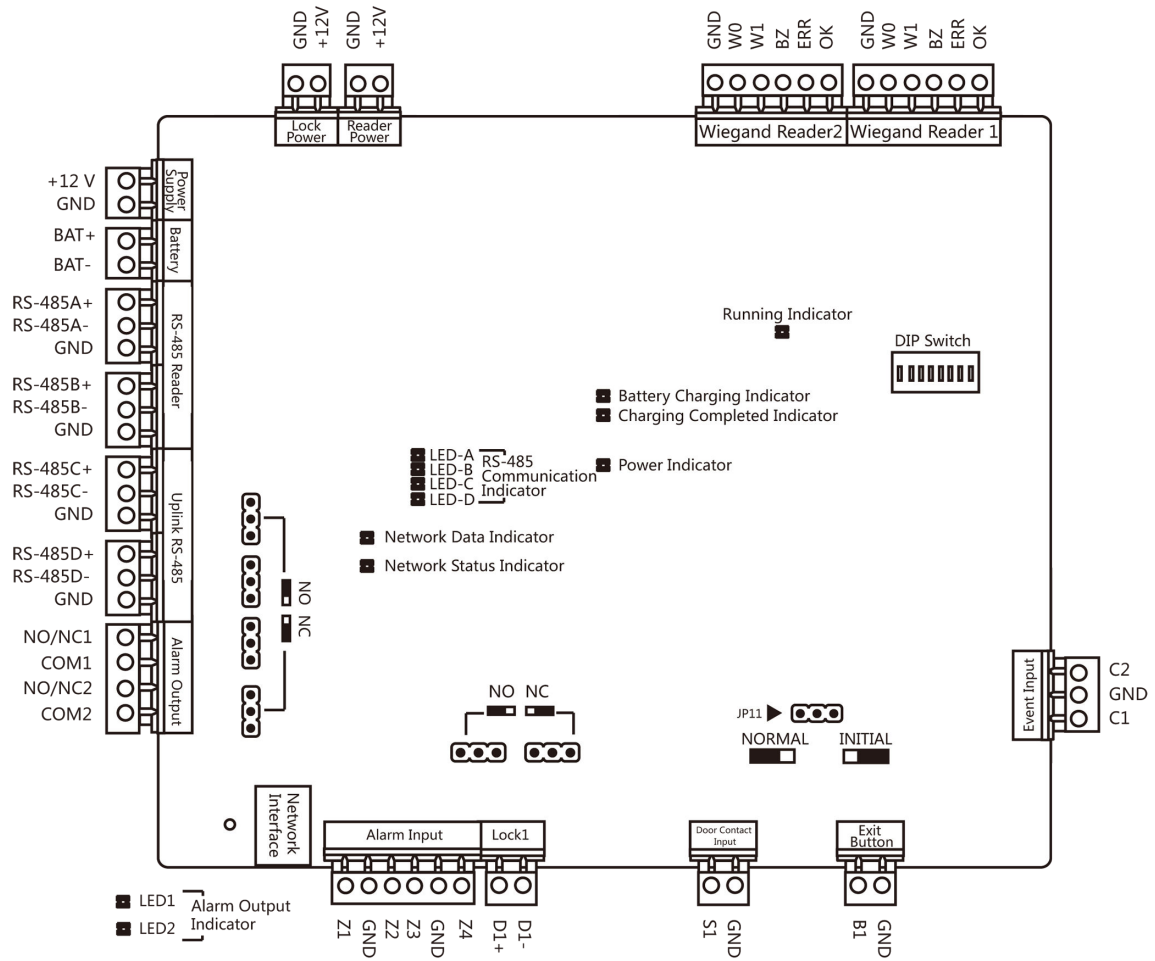 GND
+12V
GND
+12V
GND
W0
W1
BZ
ERR
OK
GND
W0
W1
BZ
ERR
OK
Lock
Power
Reader
Power
Wiegand Reader2
Wiegand Reader 1
+12 V
GND
Power
Supply
BAT+
BAT-
Battery
RS-485A+
RS-485A-
GND
RS-485B+
RS-485B-
GND
RS-485 Reader
RS-485C+
RS-485C-
GND
RS-485D+
RS-485D-
GND
Uplink RS-485
NO/NC1
COM1
NO/NC2
COM2
Alarm Output
Running Indicator
DIP Switch
Battery Charging Indicator
Charging Completed Indicator
Power Indicator
LED-A
LED-B
LED-C
LED-D
RS-485
Communication
Indicator
Network Data Indicator
Network Status Indicator
NO
NC
NO NC
JP11
NORMAL
INITIAL
Event Input
C2
GND
C1
Network
Interface
Alarm Input
Lock1
Door Contact
Input
Exit
Button
LED1
LED2
Alarm Output
Indicator
Z1
GND
Z2
Z3
GND
Z4
D1+
D1-
S1
GND
B1
GND